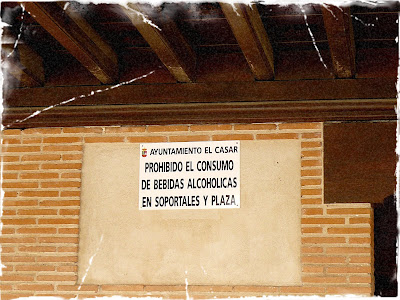 AYUNTAMIENTO EL CASAR
PROHIBIDO EL CONSUMO
DE BEBIDAS ALCOHOLICAS
EN SOPORTALES Y PLAZA